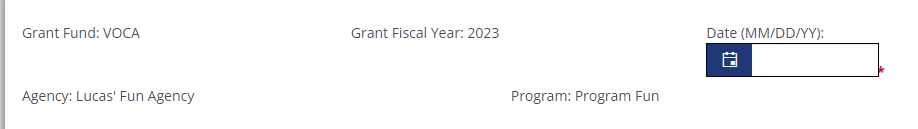 Grant Fund: VOCA
Grant Fiscal Year: 2023
Date (MM/DD/YY):
*
Agency: Lucas' Fun Agency
Program: Program Fun